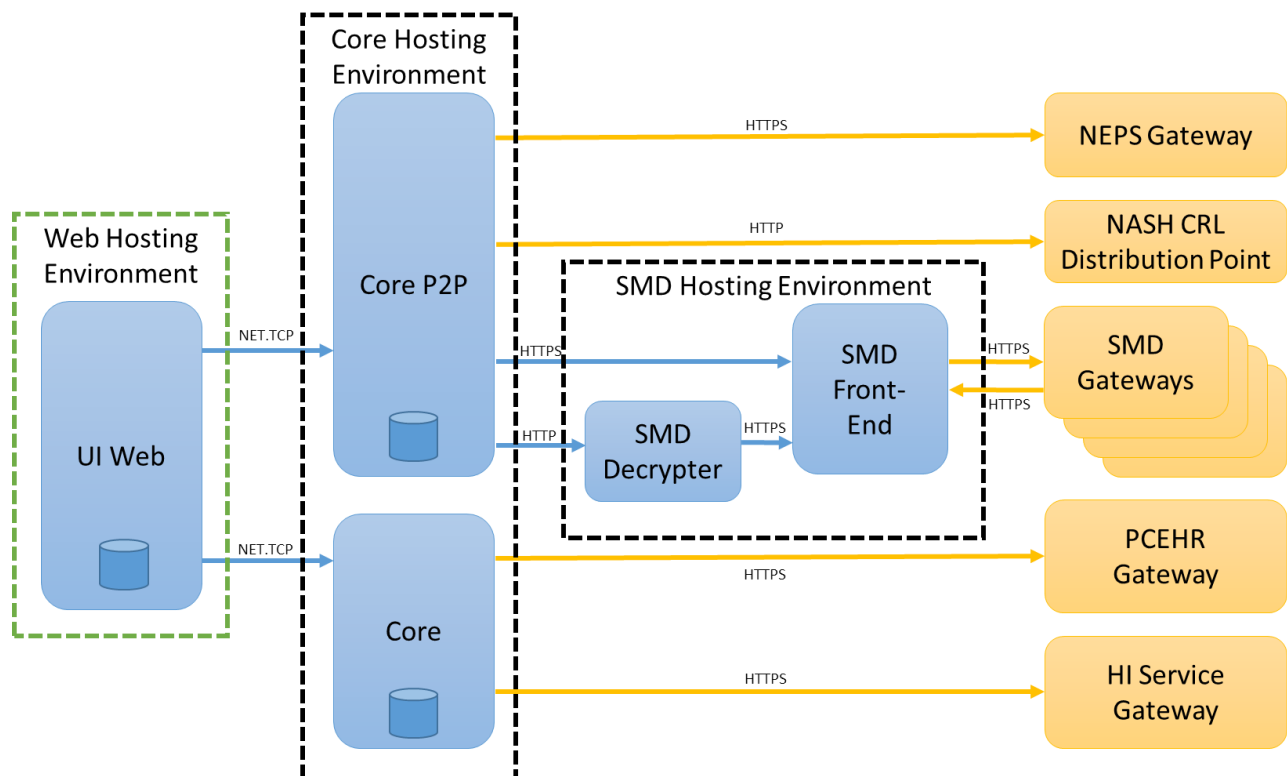 Core Hosting
Environment
HTTPS
NEPS Gateway
Web Hosting
Environment
HTTP
NASH CRL
Distribution Point
Core P2P
SMD Hosting Environment
NET.TCP
HTTPS
SMD
Front-
End
HTTPS
HTTPS
SMD
Gateways
UI Web
HTTP
SMD
Decrypter
HTTPS
NET.TCP
HTTPS
PCEHR
Gateway
Core
HTTPS
HI Service
Gateway